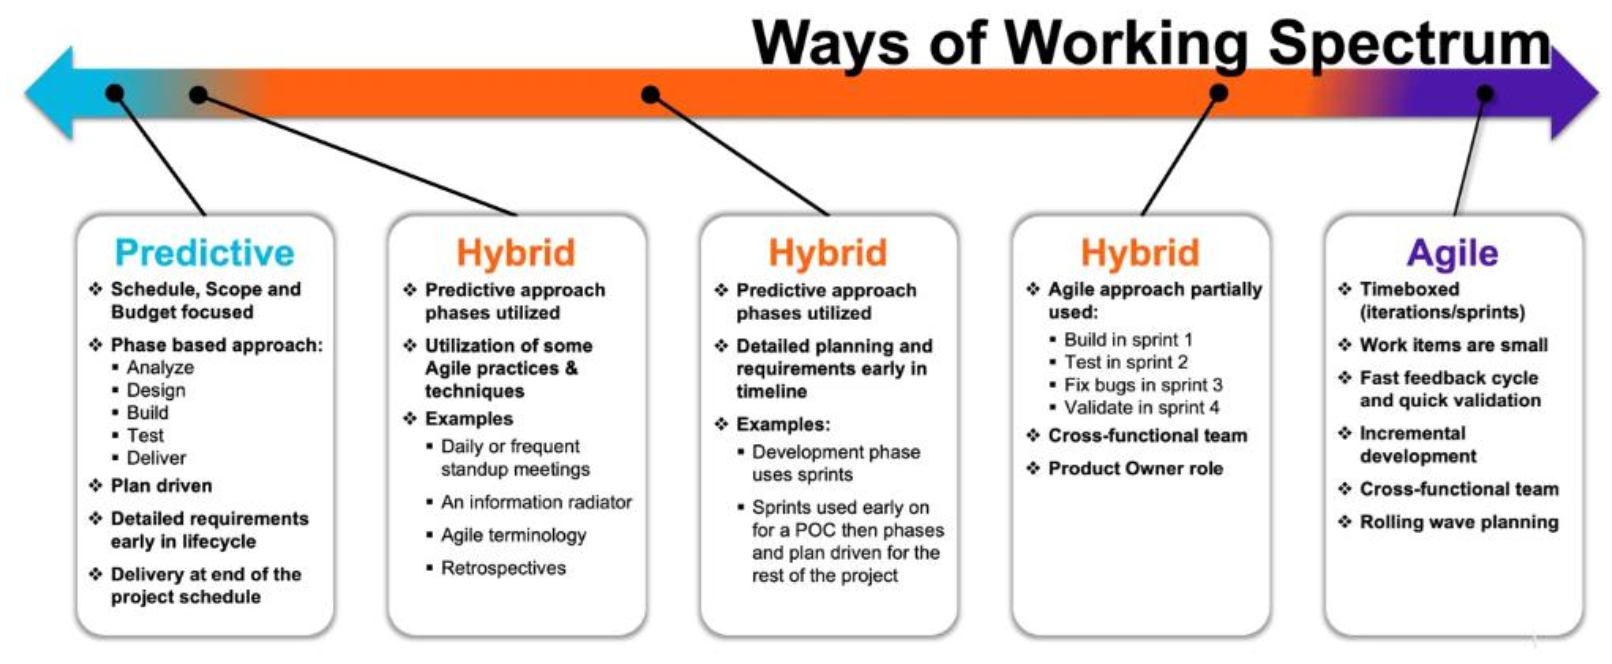 Ways of Working Spectrum
Predictive
❖ Schedule, Scope and
Budget focused
❖ Phase based approach:
▪ Analyze
▪ Design
▪ Build
▪ Test
▪ Deliver
❖ Plan driven
❖ Detailed requirements
early in lifecycle
❖ Delivery at end of the
project schedule
Hybrid
❖ Predictive approach
phases utilized
❖ Utilization of some
Agile practices &
techniques
❖ Examples
▪ Daily or frequent
standup meetings
▪ An information radiator
▪ Agile terminology
▪ Retrospectives
Hybrid
❖ Predictive approach
phases utilized
❖ Detailed planning and
requirements early in
timeline
❖ Examples:
▪ Development phase
uses sprints
▪ Sprints used early on
for a POC then phases
and plan driven for the
rest of the project
Hybrid
❖ Agile approach partially
used:
▪ Build in sprint 1
▪ Test in sprint 2
▪ Fix bugs in sprint 3
▪ Validate in sprint 4
❖ Cross-functional team
❖ Product Owner role
Agile
❖ Timeboxed
(iterations/sprints)
❖ Work items are small
❖ Fast feedback cycle
and quick validation
❖ Incremental
development
❖ Cross-functional team
❖ Rolling wave planning